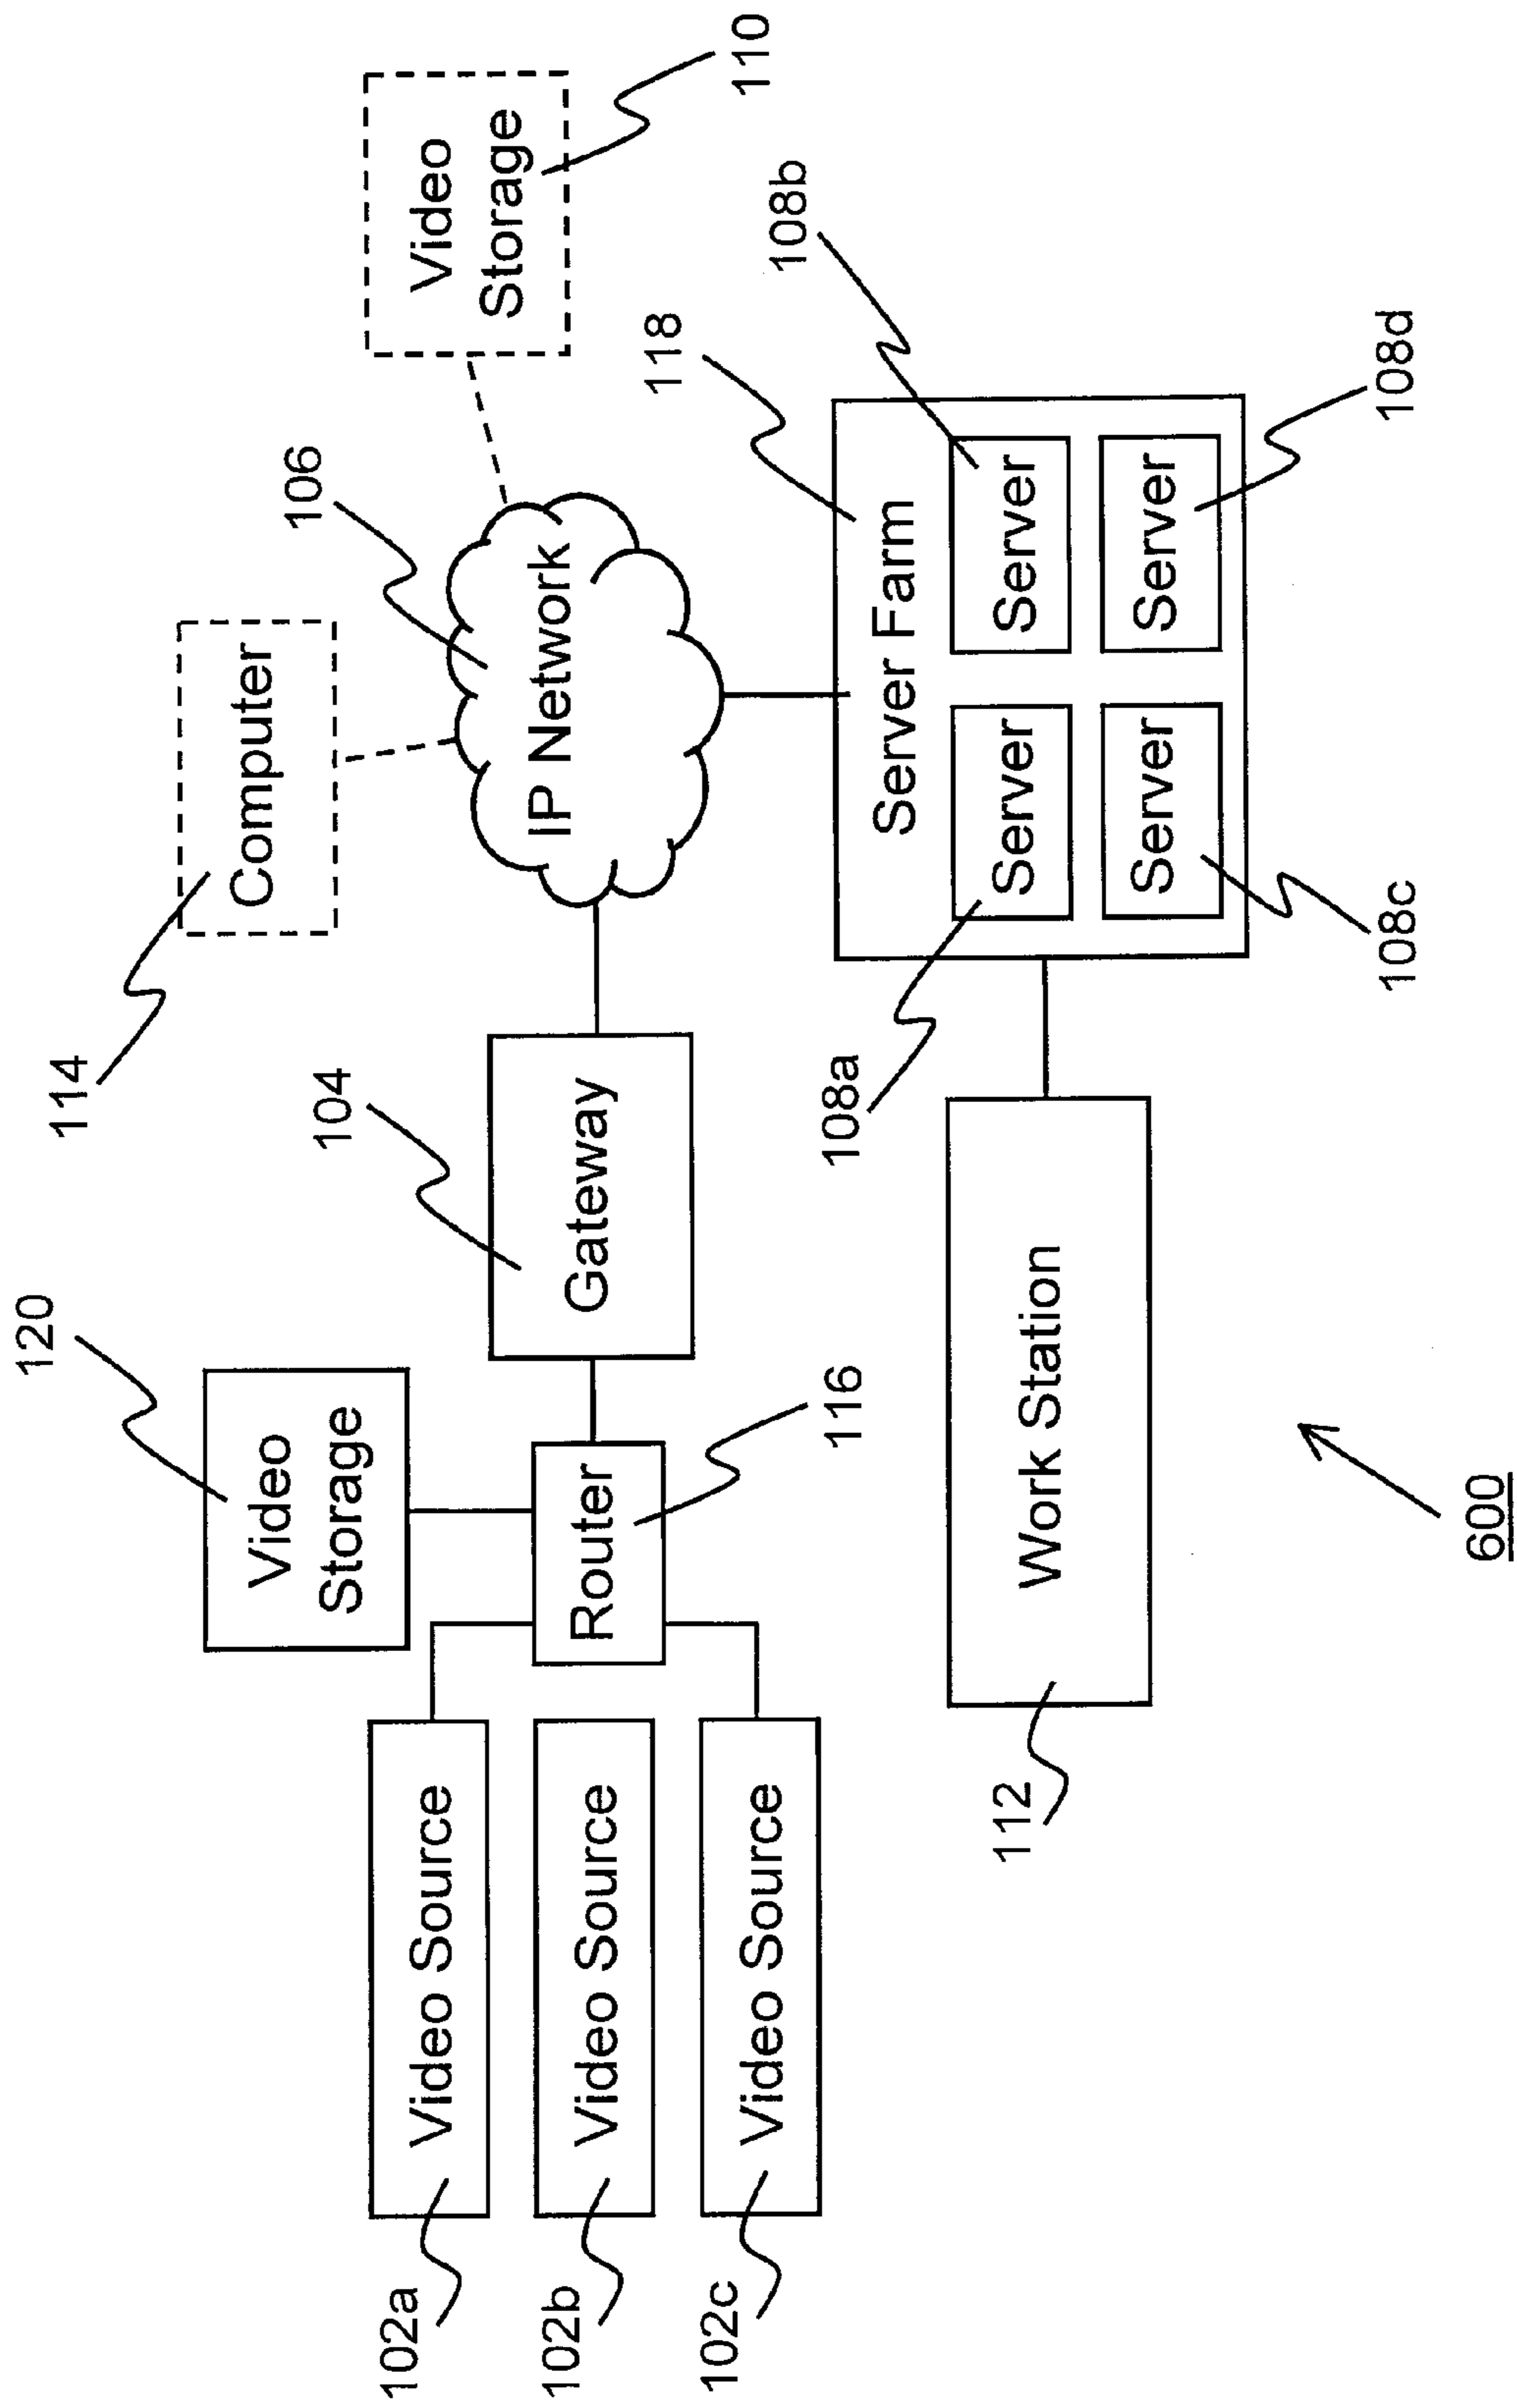 114
Computer
120
Video
Storage
106
Video
Storage
110
104
Gateway
IP Network
102a
Video Source
102b
Video Source
102c
Video Source
Router
116
118
Server Farm
108b
108a
Server
Server
Server
Server
108c
108d
112
Work Station
600